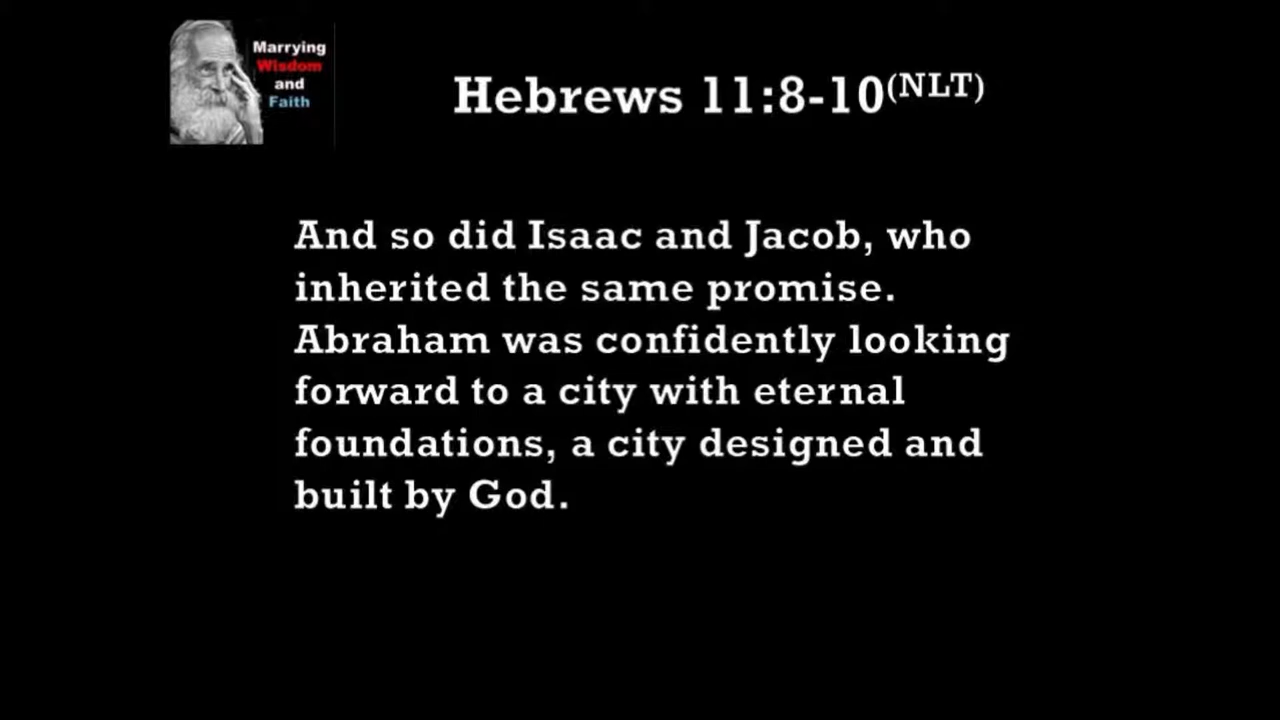 Marrying
Wisdom
and
Faith
Hebrews 11:8-10(NLT)
And so did Isaac and Jacob, who
inherited the same promise.
Abraham was confidently looking
forward to a city with eternal
foundations, a city designed and
built by God.